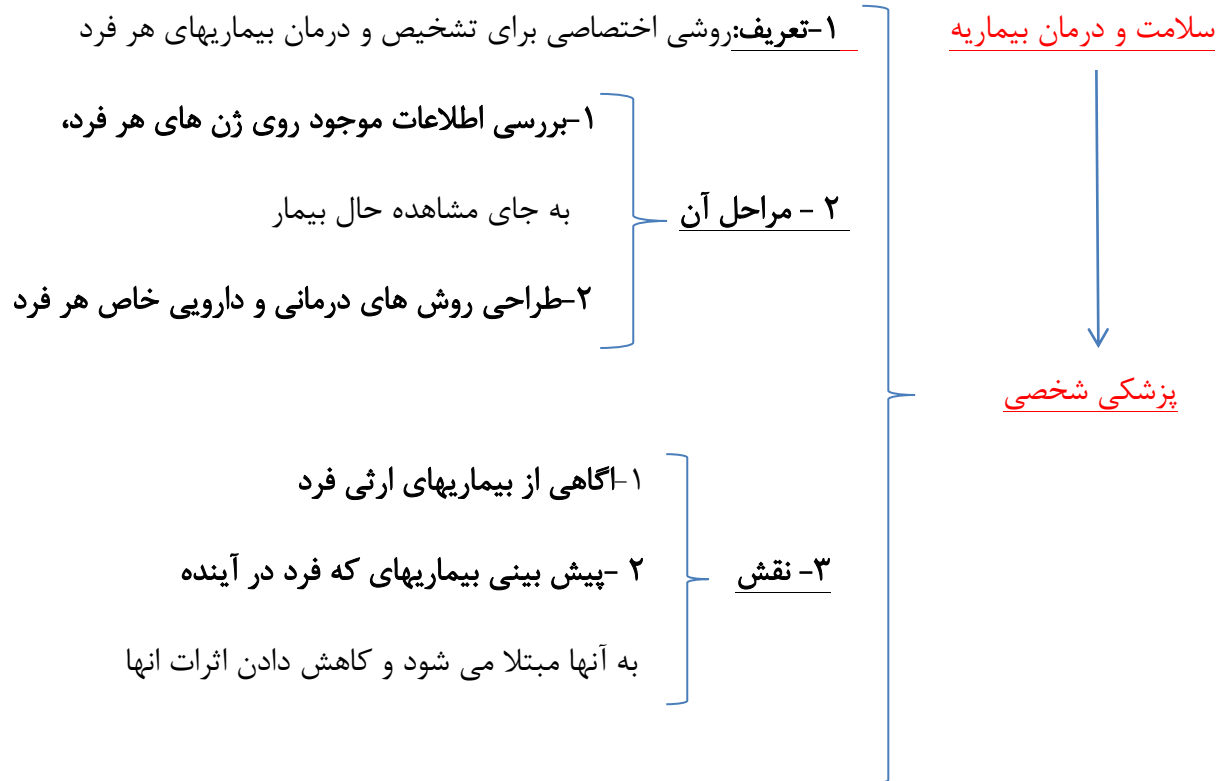 سلامت و درمان بیماریه
۱-تعریف:روشی اختصاصی برای تشخیص و درمان بیماریهای هر فرد
۱-بررسی اطلاعات موجود روی ژن های هر فرد،
۲ - مراحل آن
به جای مشاهده حال بیمار
۲-طراحی روش های درمانی و دارویی خاص هر فرد
پزشکی شخصی
۱-اگاهی از بیماریهای ارثی فرد
۳- نقش
۲ -پیش بینی بیماریهای که فرد در آینده
به آنها مبتلا می شود و کاهش دادن اثرات انها